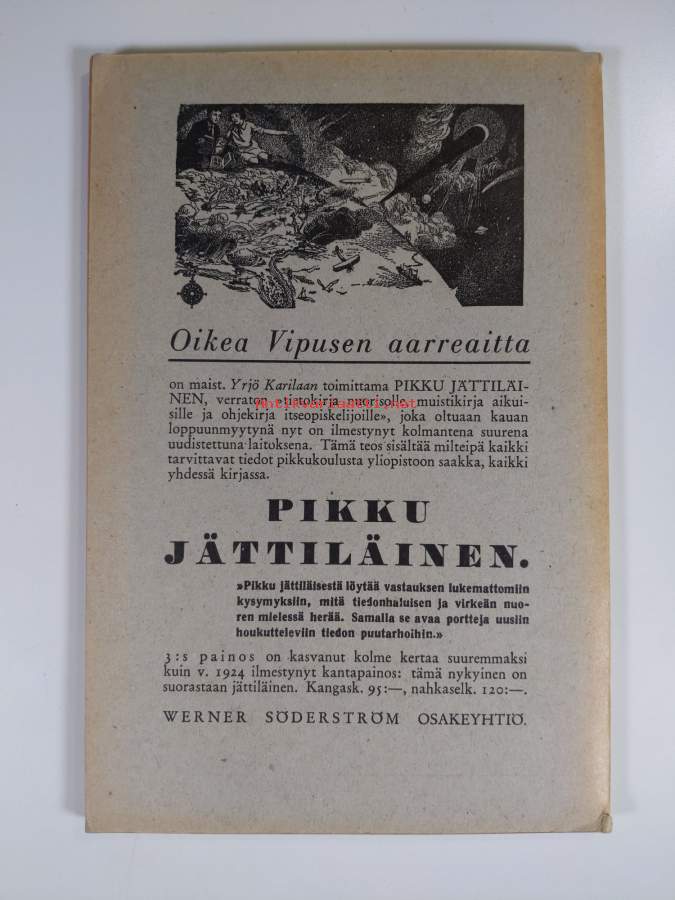 Oikea Vipusen aarreaitta
on maist. Yrjö Karilaan toimittama PIKKU JÄTTILÄI-
NEN, verraton »tietokirja nuorisolle, muistikirja aikui-
sille ja ohjekirja itseopiskelijoille», joka oltuaan kauan
loppuunmyytynä nyt on ilmestynyt kolmantena suurena
uudistettuna laitoksena. Tämä teos sisältää milteipä kaikki
tarvittavat tiedot pikkukoulusta yliopistoon saakka, kaikki
yhdessä kirjassa.
PIKKU
JÄTTILÄINEN.
»Pikku jättiläisestä löytää vastauksen lukemattomiin
kysymyksiin, mitä tiedonhaluisen ja virkeän nuo-
ren mielessä herää. Samalla se avaa portteja uusiin
houkutteleviin tiedon puutarhoihin.»
3:s painos on kasvanut kolme kertaa suuremmaksi
kuin v. 1924 ilmestynyt kantapainos: tämä nykyinen on
suorastaan jättiläinen. Kangask. 95:—, nahkaselk. 120:—.
WERNER SÖDERSTRÖM OSAKEYHTIÖ.